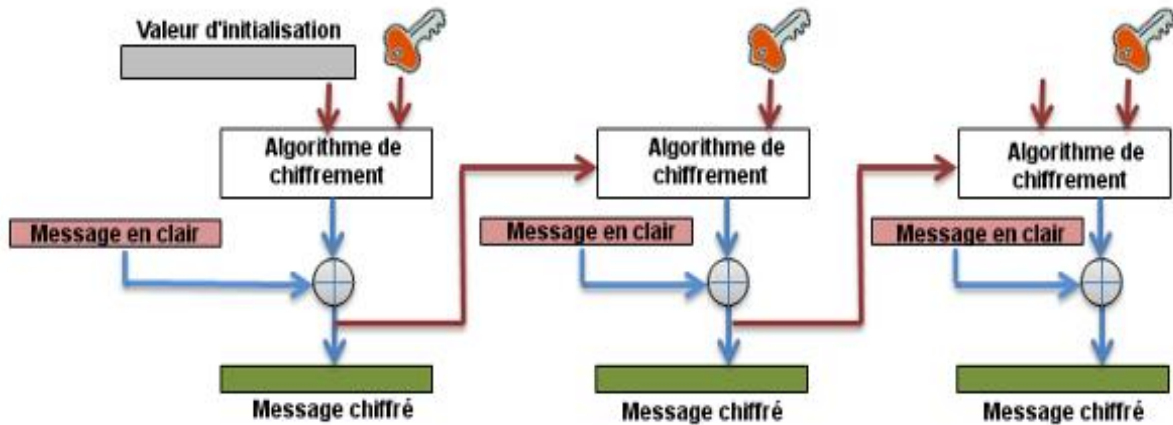 Valeur d'initialisation
Algorithme de
chiffrement
Algorithme de
chiffrement
Algorithme de
chiffrement
Message en clair
Message en clair
Message en clair
Message chiffré
Message chiffré
Message chiffré